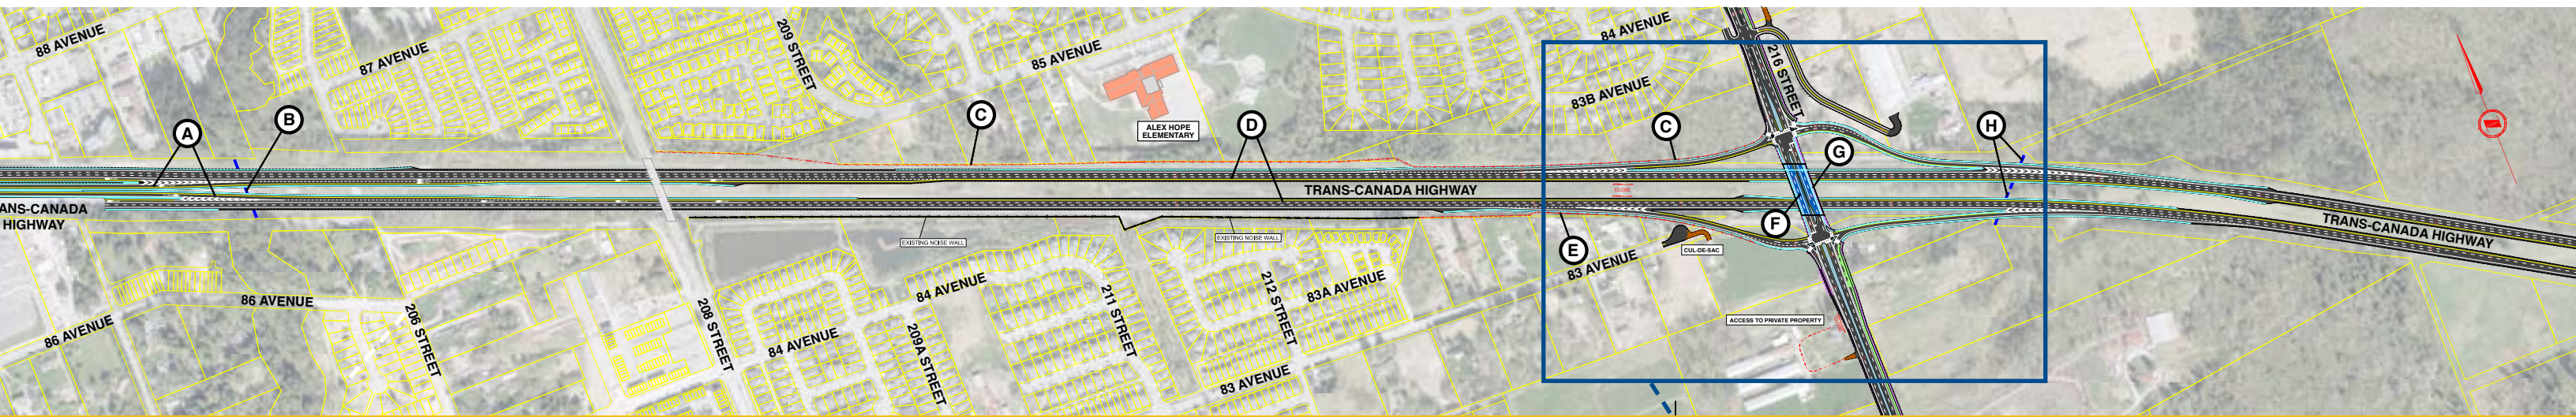 88 AVENUE
87 AVENUE
209 STREET
85 AVENUE
84 AVENUE
216 STREET
83B AVENUE
A
B
C
D
C
G
H
ALEX HOPE
ELEMENTARY
TRANS-CANADA HIGHWAY
CLOSE
ANS-CANADA
HIGHWAY
F
E
TRANS-CANADA HIGHWAY
EXISTING NOISE WALL
EXISTING NOISE WALL
CUL-DE-SAC
83 AVENUE
86 AVENUE
86 AVENUE
206 STREET
208 STREET
84 AVENUE
84 AVENUE
209A STREET
211 STREET
212 STREET
83A AVENUE
83 AVENUE
ACCESS TO PRIVATE PROPERTY